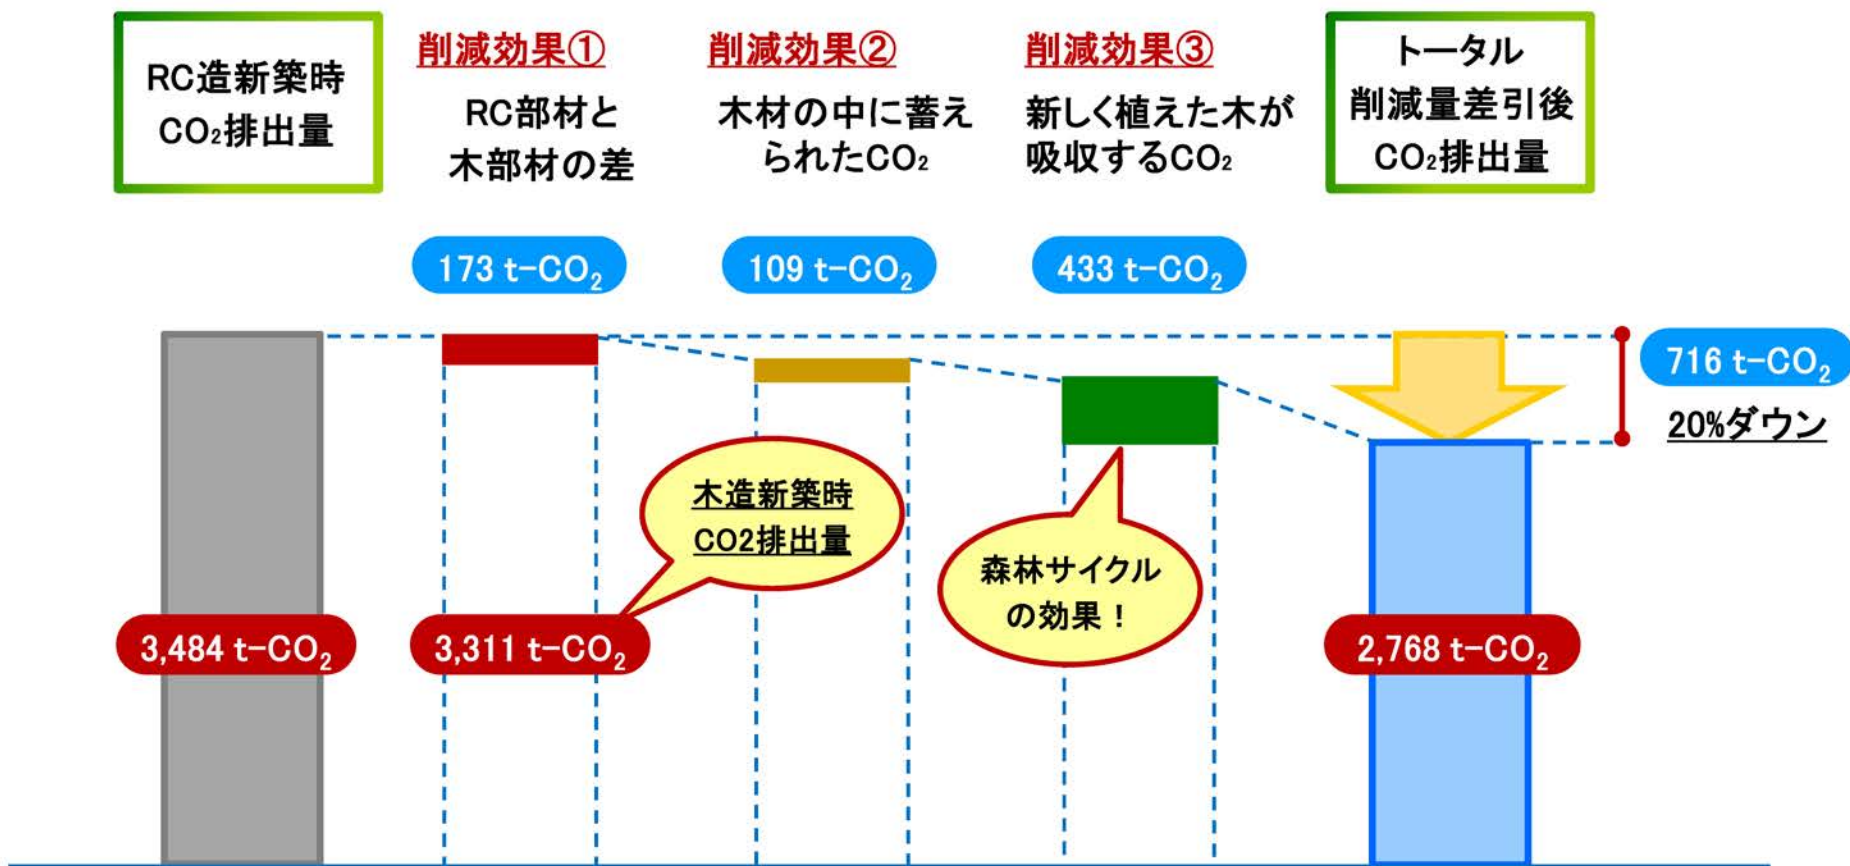 RC造新築時
CO₂排出量
削減効果①
RC部材と
木部材の差
削減効果②
木材の中に蓄え
られたCO₂
削減効果③
新しく植えた木が
吸収するCO₂
トータル
削減量差引後
CO₂排出量
173 t-CO₂
109 t-CO₂
433 t-CO₂
716 t-CO₂
20%ダウン
木造新築時
CO2排出量
森林サイクル
の効果！
3,484 t-CO₂
3,311 t-CO₂
2,768 t-CO₂